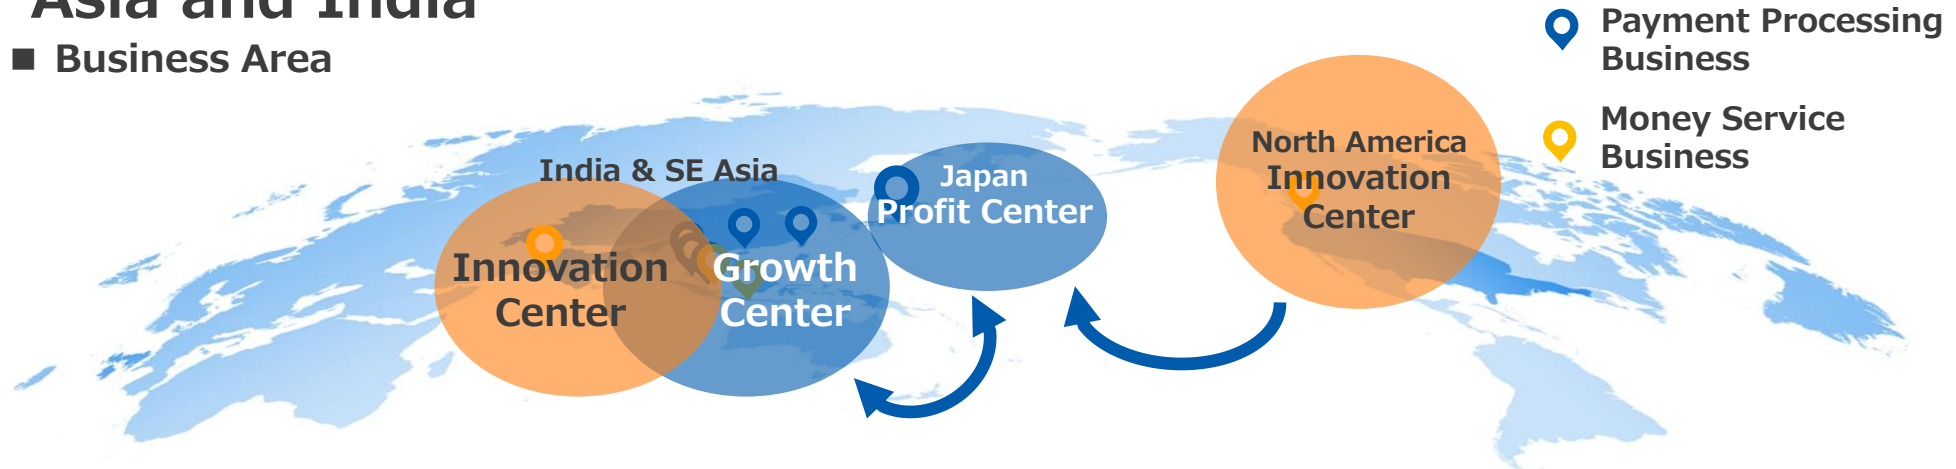 Asia and India
■ Business Area
Payment Processing
Business
Money Service
Business
India & SE Asia
Innovation
Center
Growth
Center
Japan
Profit Center
North America
Innovation
Center